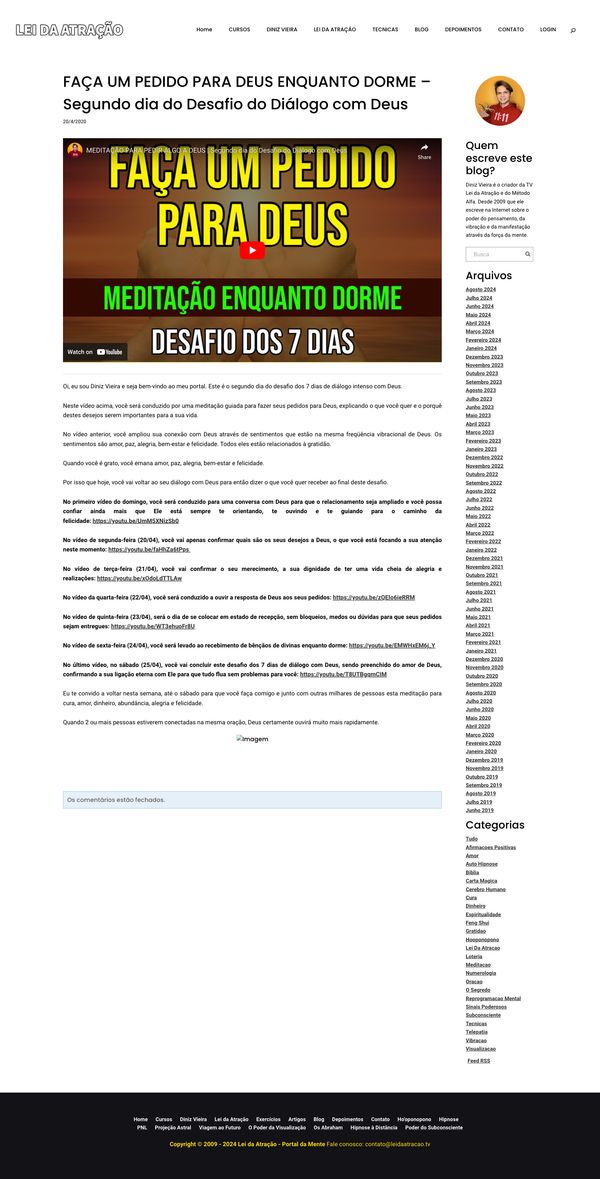 LEI DA ATRAÇÃO
Home CURSOS DINIZ VIEIRA LEI DA ATRAÇÃO TECNICAS BLOG DEPOIMENTOS CONTATO LOGIN
FAÇA UM PEDIDO PARA DEUS ENQUANTO DORME –
Segundo dia do Desafio do Diálogo com Deus
20/4/2020
MEDITAÇÃO PARA PEDIR ALGO A DEUS | Segundo dia do Desafio do Diálogo com Deus
Share
FAÇA UM PEDIDO
PARA DEUS
MEDITAÇÃO ENQUANTO DORME
DESAFIO DOS 7 DIAS
Watch on YouTube
Oi, eu sou Diniz Vieira e seja bem-vindo ao meu portal. Este é o segundo dia do desafio dos 7 dias de diálogo intenso com Deus.
Neste vídeo acima, você será conduzido por uma meditação guiada para fazer seus pedidos para Deus, explicando o que você quer e o porquê
destes desejos serem importantes para a sua vida.
No vídeo anterior, você ampliou sua conexão com Deus através de sentimentos que estão na mesma freqüência vibracional de Deus. Os
sentimentos são amor, paz, alegria, bem-estar e felicidade. Todos eles estão relacionados à gratidão.
Quando você é grato, você emana amor, paz, alegria, bem-estar e felicidade.
Por isso que hoje, você vai voltar ao seu diálogo com Deus para então dizer o que você quer receber ao final deste desafio.
No primeiro vídeo do domingo, você será conduzido para uma conversa com Deus para que o relacionamento seja ampliado e você possa
confiar ainda mais que Ele está sempre te orientando, te ouvindo e te guiando para o caminho da
felicidade: https://youtu.be/UmM5XNizSb0
No vídeo de segunda-feira (20/04), você vai apenas confirmar quais são os seus desejos a Deus, o que você está focando a sua atenção
neste momento: https://youtu.be/faHhZa6tPps
No vídeo de terça-feira (21/04), você vai confirmar o seu merecimento, a sua dignidade de ter uma vida cheia de alegria e
realizações: https://youtu.be/xOdoLdTTLAw
No vídeo da quarta-feira (22/04), você será conduzido a ouvir a resposta de Deus aos seus pedidos: https://youtu.be/zOElo6ieRRM
No vídeo de quinta-feira (23/04), será o dia de se colocar em estado de recepção, sem bloqueios, medos ou dúvidas para que seus pedidos
sejam entregues: https://youtu.be/WT3ehuoFr8U
No vídeo de sexta-feira (24/04), você será levado ao recebimento de bênçãos de divinas enquanto dorme: https://youtu.be/EMWHxEM6j_Y
No último vídeo, no sábado (25/04), você vai concluir este desafio dos 7 dias de diálogo com Deus, sendo preenchido do amor de Deus,
confirmando a sua ligação eterna com Ele para que tudo flua sem problemas para você: https://youtu.be/T8UTBgqmCIM
Eu te convido a voltar nesta semana, até o sábado para que você faça comigo e junto com outras milhares de pessoas esta meditação para
cura, amor, dinheiro, abundância, alegria e felicidade.
Quando 2 ou mais pessoas estiverem conectadas na mesma oração, Deus certamente ouvirá muito mais rapidamente.
Imagem
Os comentários estão fechados.
11:11
Quem
escreve este
blog?
Diniz Vieira é o criador da TV
Lei da Atração e do Método
Alfa. Desde 2009 que ele
escreve na Internet sobre o
poder do pensamento, da
vibração e da manifestação
através da força da mente.
Busca
Arquivos
Agosto 2024
Julho 2024
Junho 2024
Maio 2024
Abril 2024
Março 2024
Fevereiro 2024
Janeiro 2024
Dezembro 2023
Novembro 2023
Outubro 2023
Setembro 2023
Agosto 2023
Julho 2023
Junho 2023
Maio 2023
Abril 2023
Março 2023
Fevereiro 2023
Janeiro 2023
Dezembro 2022
Novembro 2022
Outubro 2022
Setembro 2022
Agosto 2022
Julho 2022
Junho 2022
Maio 2022
Abril 2022
Março 2022
Fevereiro 2022
Janeiro 2022
Dezembro 2021
Novembro 2021
Outubro 2021
Setembro 2021
Agosto 2021
Julho 2021
Junho 2021
Maio 2021
Abril 2021
Março 2021
Fevereiro 2021
Janeiro 2021
Dezembro 2020
Novembro 2020
Outubro 2020
Setembro 2020
Agosto 2020
Julho 2020
Junho 2020
Maio 2020
Abril 2020
Março 2020
Fevereiro 2020
Janeiro 2020
Dezembro 2019
Novembro 2019
Outubro 2019
Setembro 2019
Agosto 2019
Julho 2019
Junho 2019
Categorias
Tudo
Afirmacoes Positivas
Amor
Auto Hipnose
Biblia
Carta Magica
Cerebro Humano
Cura
Dinheiro
Espiritualidade
Feng Shui
Gratidao
Hooponopono
Lei Da Atracao
Loteria
Meditacao
Numerologia
Oracao
O Segredo
Reprogramacao Mental
Sinais Poderosos
Subconsciente
Tecnicas
Telepatia
Vibracao
Visualizacao
Feed RSS
Home Cursos Diniz Vieira Lei da Atração Exercícios Artigos Blog Depoimentos Contato Ho'oponopono Hipnose
PNL Projeção Astral Viagem ao Futuro O Poder da Visualização Os Abraham Hipnose à Distância Poder do Subconsciente
Copyright © 2009 - 2024 Lei da Atração - Portal da Mente Fale conosco: contato@leidaatracao.tv